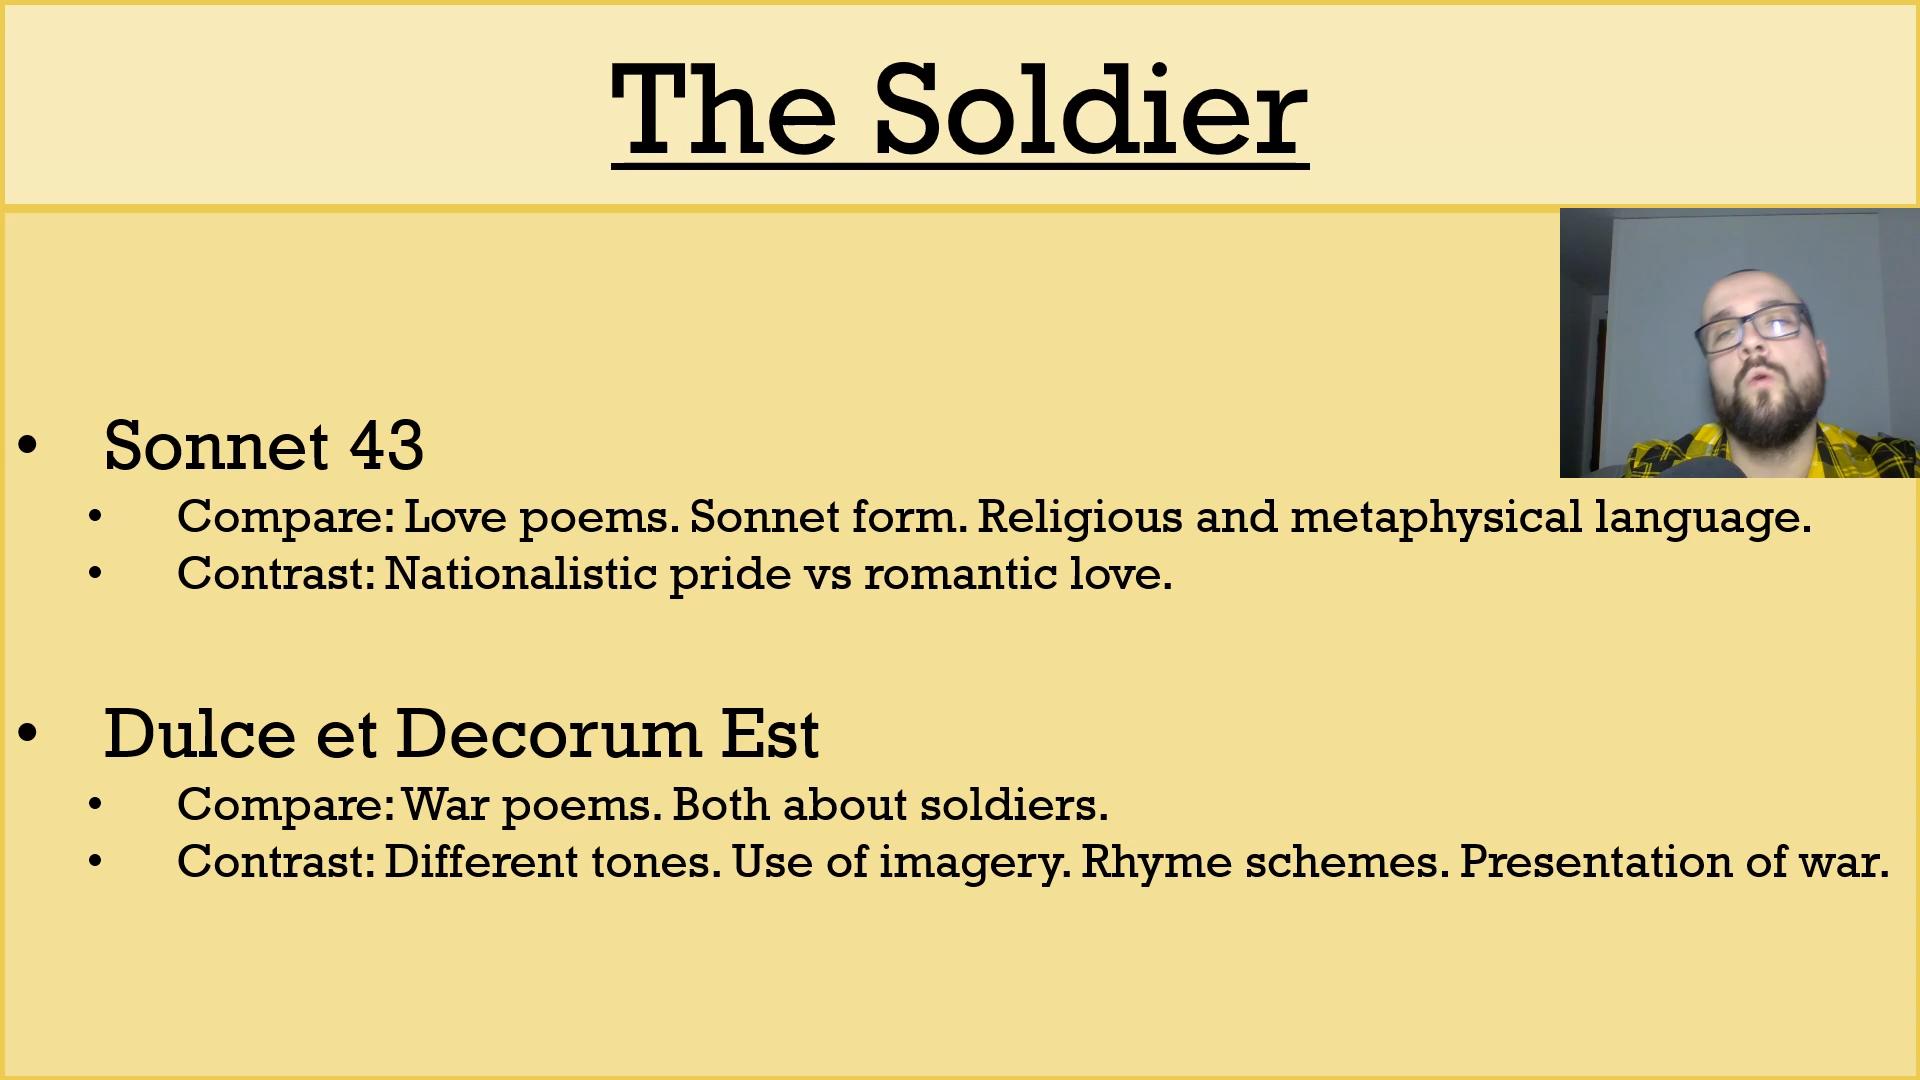 The Soldier
• Sonnet 43
• Compare: Love poems. Sonnet form. Religious and metaphysical language.
• Contrast: Nationalistic pride vs romantic love.
• Dulce et Decorum Est
• Compare: War poems. Both about soldiers.
• Contrast: Different tones. Use of imagery. Rhyme schemes. Presentation of war.